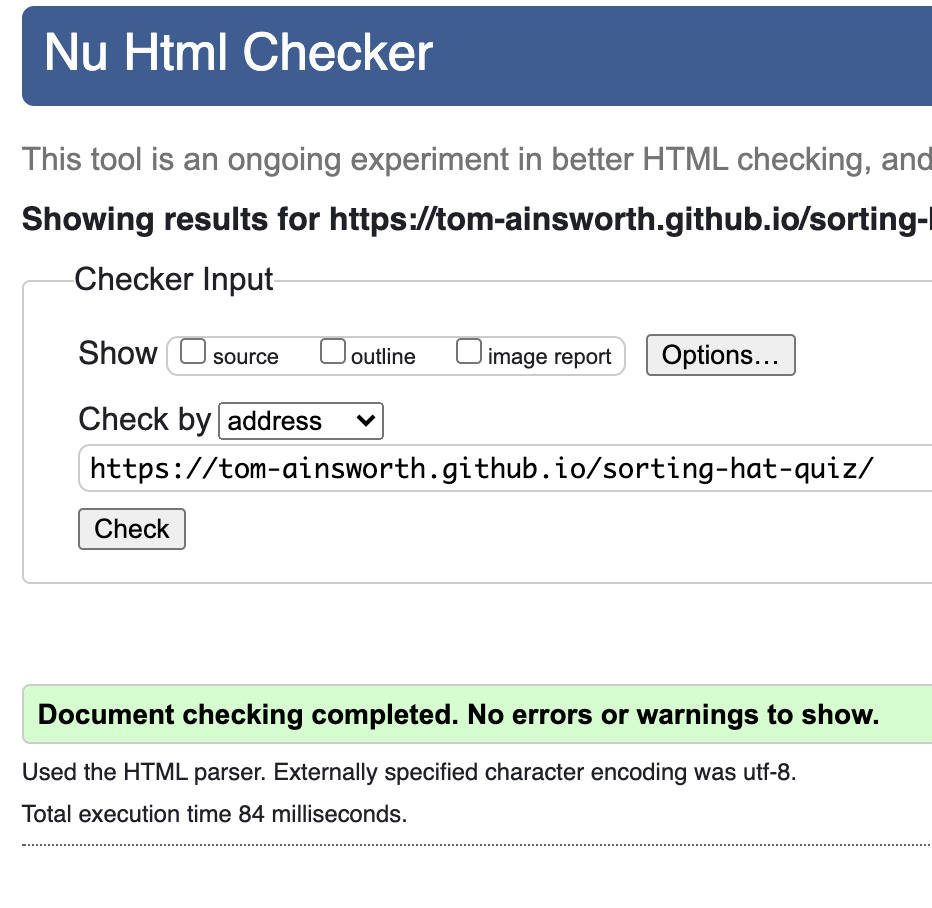 Nu Html Checker
This tool is an ongoing experiment in better HTML checking, and
Showing results for https://tom-ainsworth.github.io/sorting-
Checker Input
Show source outline image report Options...
Check by address
https://tom-ainsworth.github.io/sorting-hat-quiz/
Check
Document checking completed. No errors or warnings to show.
Used the HTML parser. Externally specified character encoding was utf-8.
Total execution time 84 milliseconds.